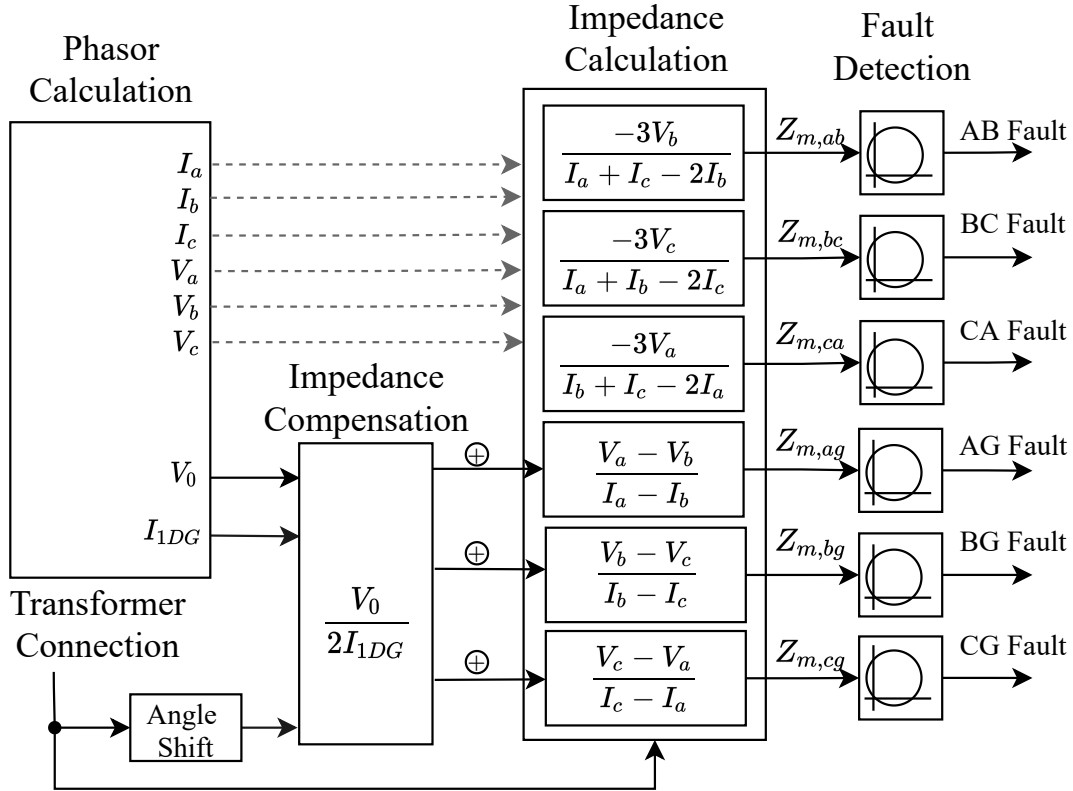 Phasor
Calculation
I_a
I_b
I_c
V_a
V_b
V_c
V_0
I_{1DG}
Transformer
Connection
Angle
Shift
Impedance
Compensation
V_0
2I_{1DG}
+
+
+
Impedance
Calculation
−3V_b
I_a + I_c − 2I_b
−3V_c
I_a + I_b − 2I_c
−3V_a
I_b + I_c − 2I_a
V_a − V_b
I_a − I_b
V_b − V_c
I_b − I_c
V_c − V_a
I_c − I_a
Z_{m,ab}
Z_{m,bc}
Z_{m,ca}
Z_{m,ag}
Z_{m,bg}
Z_{m,cg}
Fault
Detection
AB Fault
BC Fault
CA Fault
AG Fault
BG Fault
CG Fault